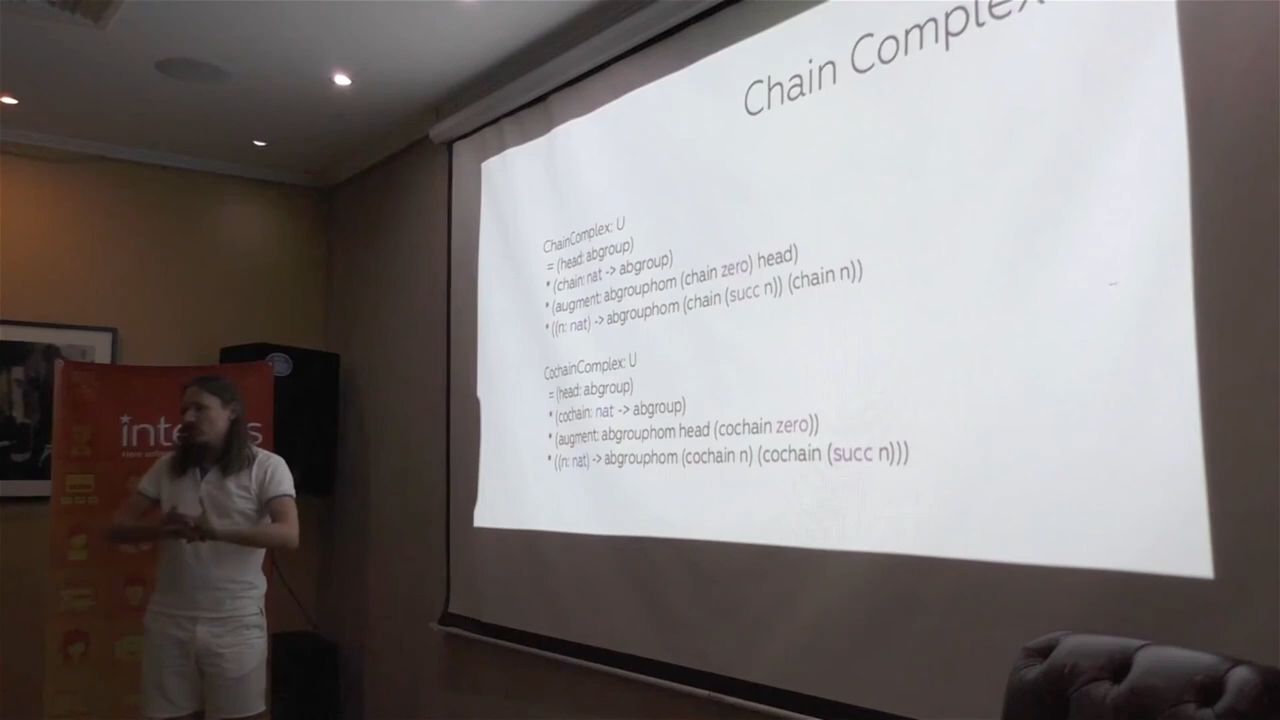 Chain Complex
ChainComplex: U
= (head: abgroup)
* (chain: nat -> abgroup)
* (augment: abgrouphom (chain zero) head)
* ((n: nat) -> abgrouphom (chain (succ n)) (chain n))
CochainComplex: U
= (head: abgroup)
* (cochain: nat -> abgroup)
* (augment: abgrouphom head (cochain zero))
* ((n: nat) -> abgrouphom (cochain n) (cochain (succ n)))